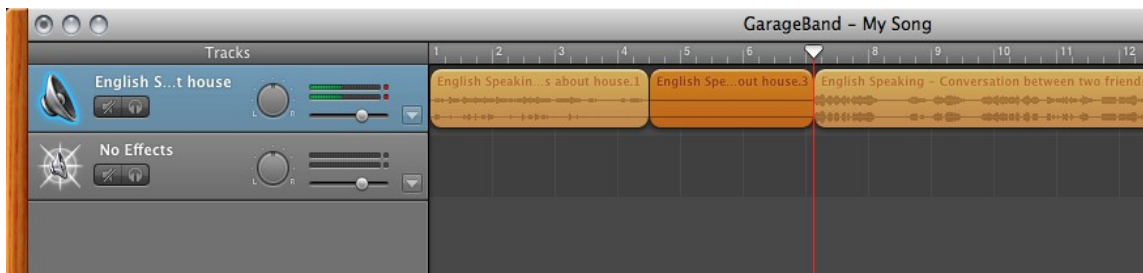 GarageBand – My Song
Tracks
1 2 3 4 5 6 8 9 10 11 12
English S...t house
L R
English Speakin...s about house.1 English Spe...out house.3 English Speaking – Conversation between two friend
No Effects
L R